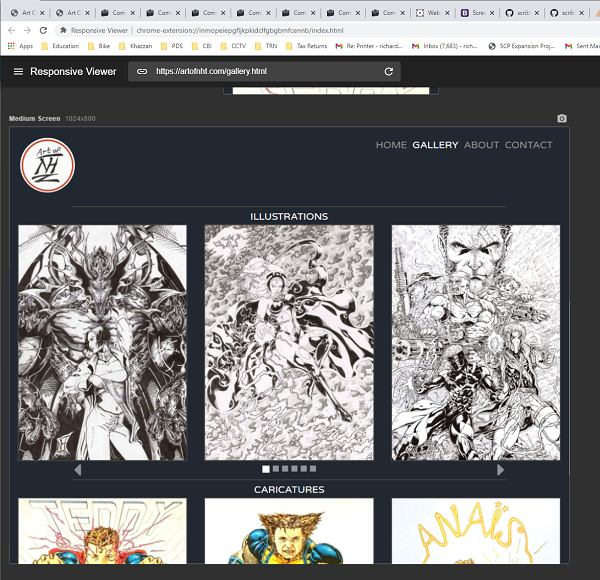 Art C
Art C
Com
Com
Com
Com
Com
Com
Web
Scre
scrib
scrib
Responsive Viewer | chrome-extension://inmopeiepgfljkpkidclfgbgbmfcennb/index.html
Apps Education Bike Khazzan PDS CBI CCTV TRN Tax Returns Re: Printer - richard... Inbox (7,683) - rich... SCP Expansion Proj... Sent Mai
Responsive Viewer https://artofnht.com/gallery.html
Medium Screen 1024x800
Art of
NH
HOME GALLERY ABOUT CONTACT
ILLUSTRATIONS
CARICATURES
TEDDY
ANAÏS